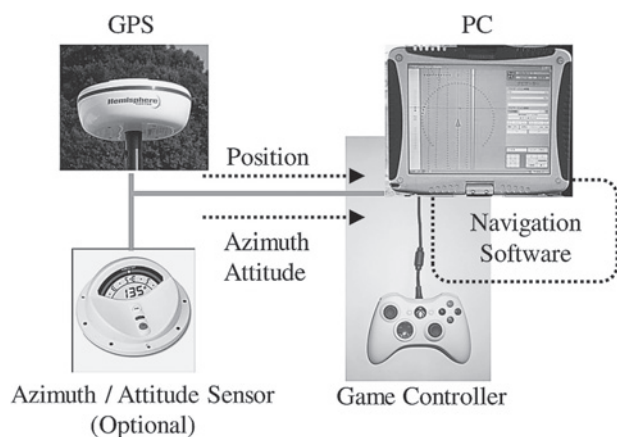 GPS
PC
Hemisphere
Position
Azimuth
Attitude
135°
Navigation
Software
Azimuth / Attitude Sensor
(Optional)
Game Controller